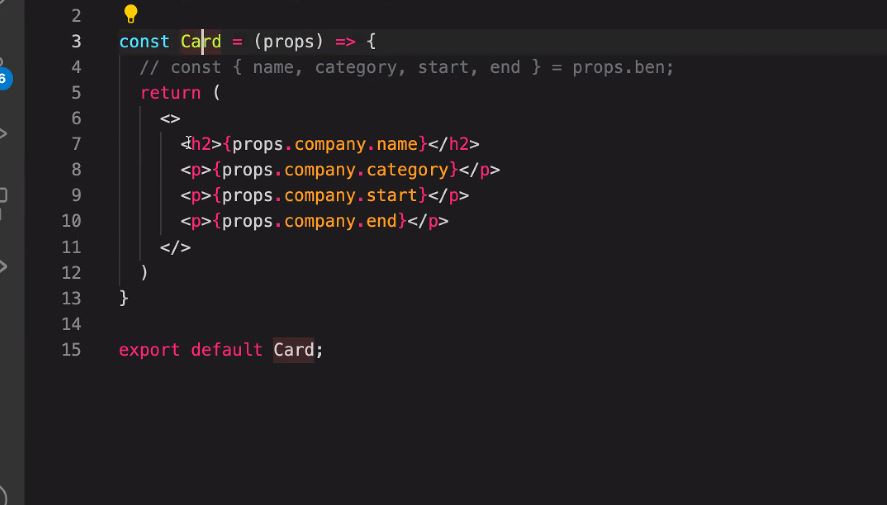 2
3 const Card = (props) => {
4 // const { name, category, start, end } = props.ben;
5 return (
6 <>
7 <h2>{props.company.name}</h2>
8 <p>{props.company.category}</p>
9 <p>{props.company.start}</p>
10 <p>{props.company.end}</p>
11 </>
12 )
13 }
14
15 export default Card;
6